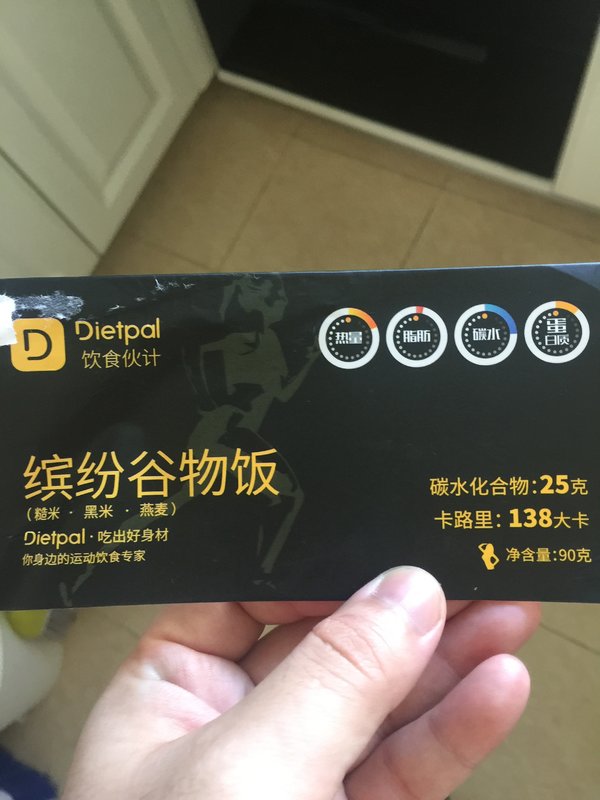 Dietpal
饮食伙计
热量
脂肪
碳水
蛋白质
缤纷谷物饭
（糙米 · 黑米 · 燕麦）
Dietpal · 吃出好身材
你身边的运动饮食专家
碳水化合物：25克
卡路里：138大卡
净含量：90克